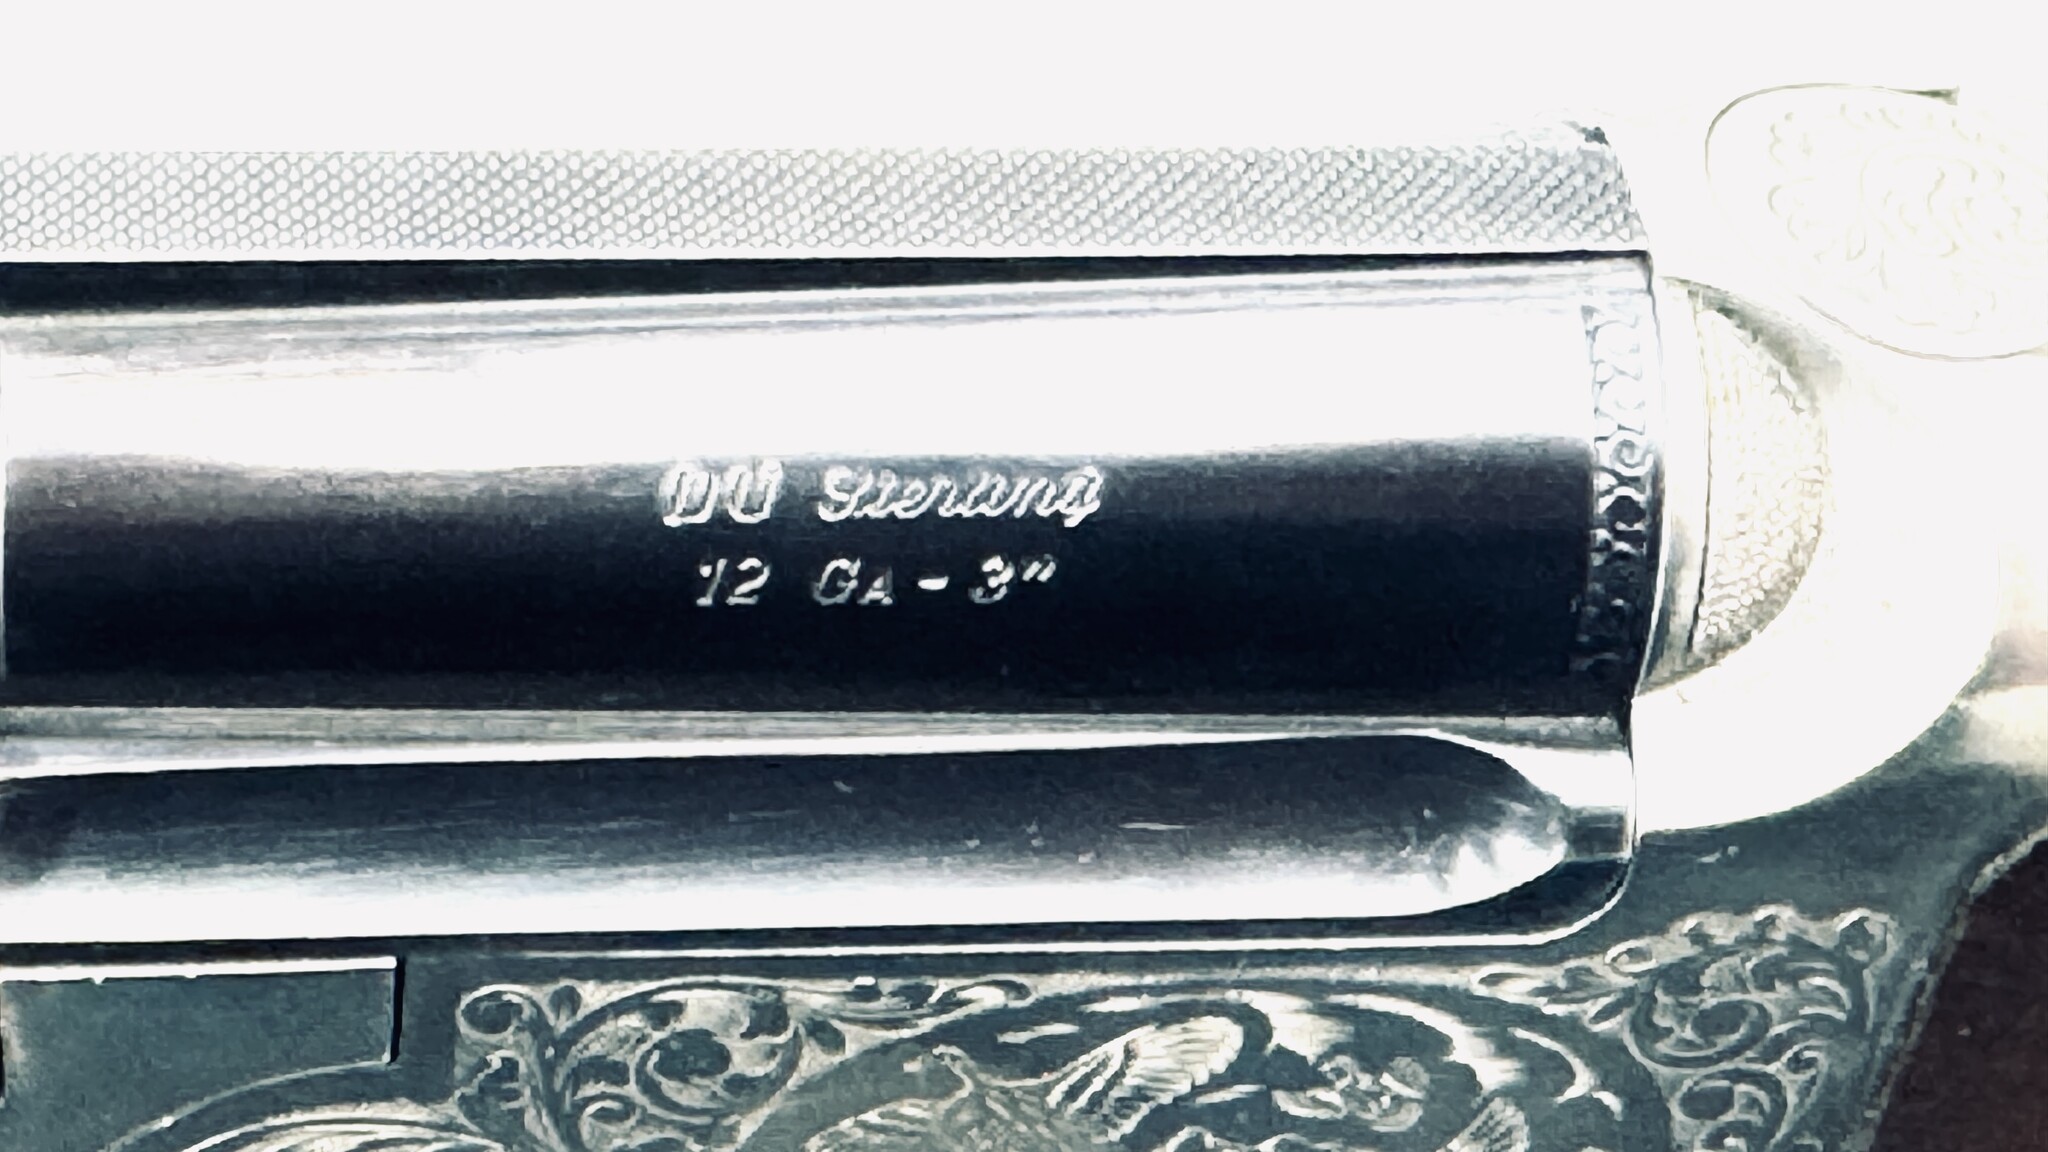 DU Sterling
12 GA - 3"